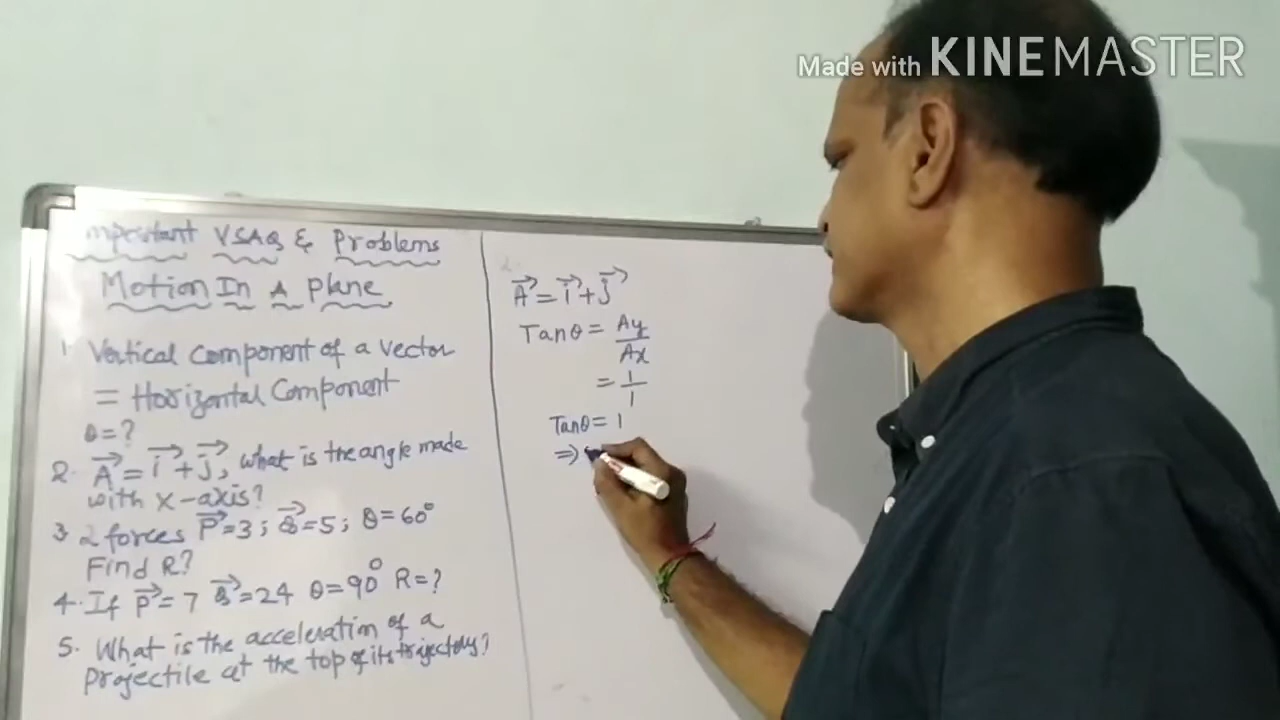 Made with KINEMASTER
Important VSAQ & Problems
Motion In A plane
1. Vertical component of a vector
= Horizontal Component
θ=?
2. A⃗ = i⃗ + j⃗, what is the angle made
with x-axis?
3. 2 forces P⃗=3; Q⃗=5; θ=60°
Find R?
4. If P⃗=7 Q⃗=24 θ=90° R=?
5. What is the acceleration of a
projectile at the top of its trajectory?
2.
A⃗ = i⃗ + j⃗
Tanθ = Ay/Ax
= 1/1
Tanθ = 1
⇒